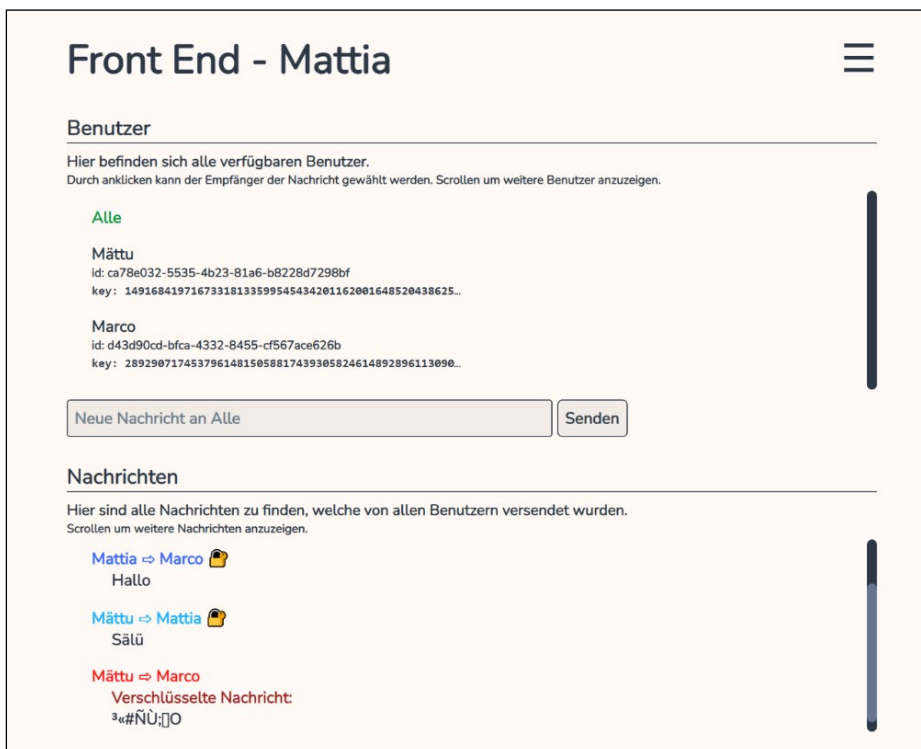 Front End - Mattia
Benutzer
Hier befinden sich alle verfügbaren Benutzer.
Durch anklicken kann der Empfänger der Nachricht gewählt werden. Scrollen um weitere Benutzer anzuzeigen.
Alle
Mättu
id: ca78e032-5535-4b23-81a6-b8228d7298bf
key: 14916841971673318133599545434201162001648520438625…
Marco
id: d43d90cd-bfca-4332-8455-cf567ace626b
key: 28929071745379614815058817439305824614892896113090…
Neue Nachricht an Alle
Senden
Nachrichten
Hier sind alle Nachrichten zu finden, welche von allen Benutzern versendet wurden.
Scrollen um weitere Nachrichten anzuzeigen.
Mattia ⇨ Marco 🔐
Hallo
Mättu ⇨ Mattia 🔐
Sälü
Mättu ⇨ Marco
Verschlüsselte Nachricht:
³«#ÑÙ;▯O